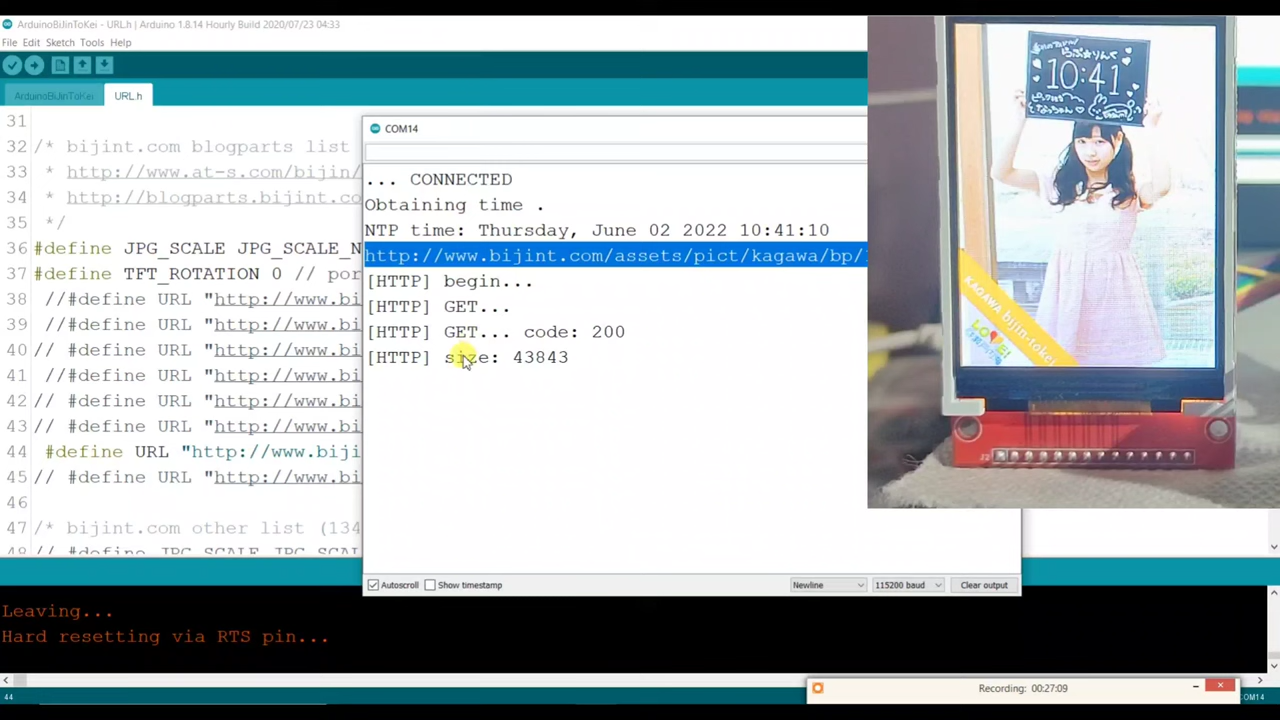 ArduinoBiJinToKei - URL.h | Arduino 1.8.14 Hourly Build 2020/07/23 04:33
File Edit Sketch Tools Help
ArduinoBiJinToKei
URL.h
31
32 /* bijint.com blogparts list
33 * http://www.at-s.com/bijin/
34 * http://blogparts.bijint.co
35 */
36 #define JPG_SCALE JPG_SCALE_N
37 #define TFT_ROTATION 0 // por
38 //#define URL "http://www.bi
39 //#define URL "http://www.bi
40 //#define URL "http://www.bi
41 //#define URL "http://www.bi
42 //#define URL "http://www.bi
43 //#define URL "http://www.bi
44 #define URL "http://www.biji
45 // #define URL "http://www.bi
46
47 /* bijint.com other list (134
48 // #define JPG_SCALE JPG_SCAL
COM14
... CONNECTED
Obtaining time .
NTP time: Thursday, June 02 2022 10:41:10
http://www.bijint.com/assets/pict/kagawa/bp/
[HTTP] begin...
[HTTP] GET...
[HTTP] GET... code: 200
[HTTP] size: 43843
Autoscroll Show timestamp Newline 115200 baud Clear output
10:41
KAGAWA bijin-tokei
LOVE!
J2
Leaving...
Hard resetting via RTS pin...
44
COM14
Recording: 00:27:09